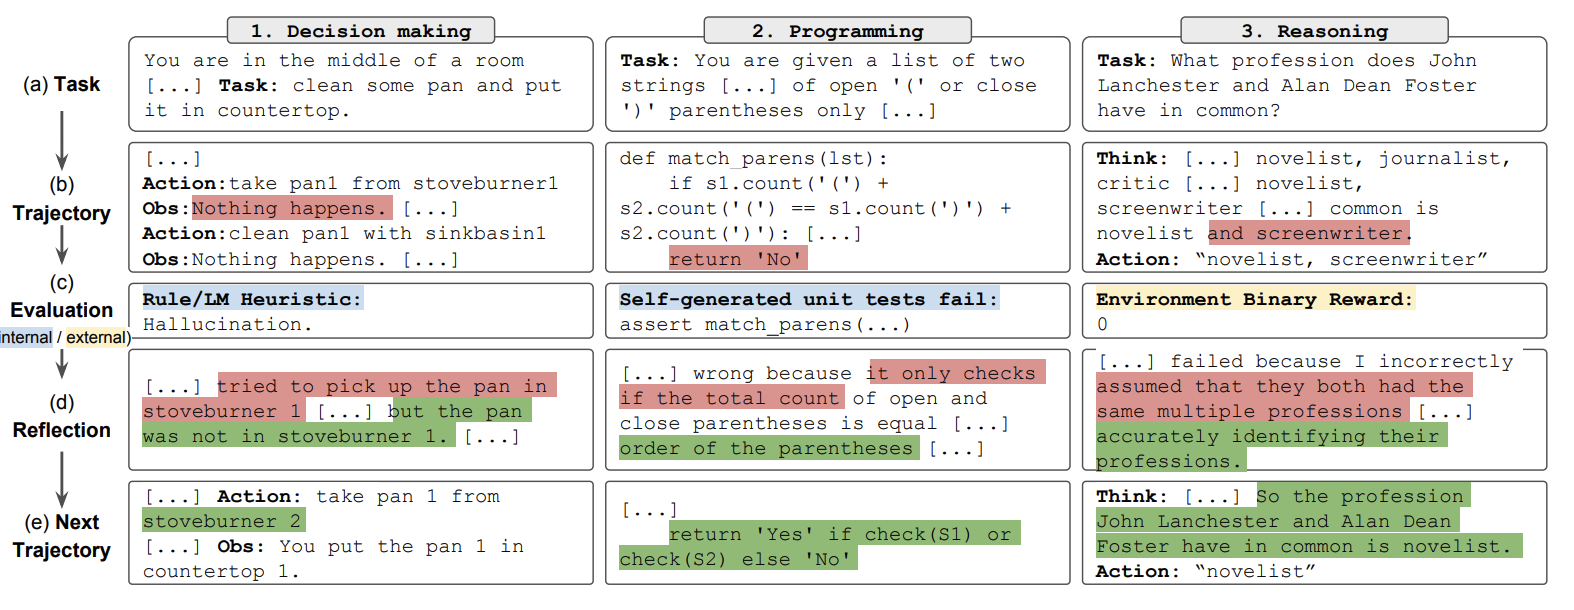 1. Decision making
2. Programming
3. Reasoning
(a) Task
You are in the middle of a room
[...] Task: clean some pan and put
it in countertop.
Task: You are given a list of two
strings [...] of open '(' or close
')' parentheses only [...]
Task: What profession does John
Lanchester and Alan Dean Foster
have in common?
(b)
Trajectory
[...]
Action:take pan1 from stoveburner1
Obs:Nothing happens. [...]
Action:clean pan1 with sinkbasin1
Obs:Nothing happens. [...]
def match_parens(lst):
if s1.count('(') +
s2.count('(') == s1.count(')') +
s2.count(')'): [...]
return 'No'
Think: [...] novelist, journalist,
critic [...] novelist,
screenwriter [...] common is
novelist and screenwriter.
Action: “novelist, screenwriter”
(c)
Evaluation
internal / external)
Rule/LM Heuristic:
Hallucination.
Self-generated unit tests fail:
assert match_parens(...)
Environment Binary Reward:
0
(d)
Reflection
[...] tried to pick up the pan in
stoveburner 1 [...] but the pan
was not in stoveburner 1. [...]
[...] wrong because it only checks
if the total count of open and
close parentheses is equal [...]
order of the parentheses [...]
[...] failed because I incorrectly
assumed that they both had the
same multiple professions [...]
accurately identifying their
professions.
(e) Next
Trajectory
[...] Action: take pan 1 from
stoveburner 2
[...] Obs: You put the pan 1 in
countertop 1.
[...]
return 'Yes' if check(S1) or
check(S2) else 'No'
Think: [...] So the profession
John Lanchester and Alan Dean
Foster have in common is novelist.
Action: “novelist”